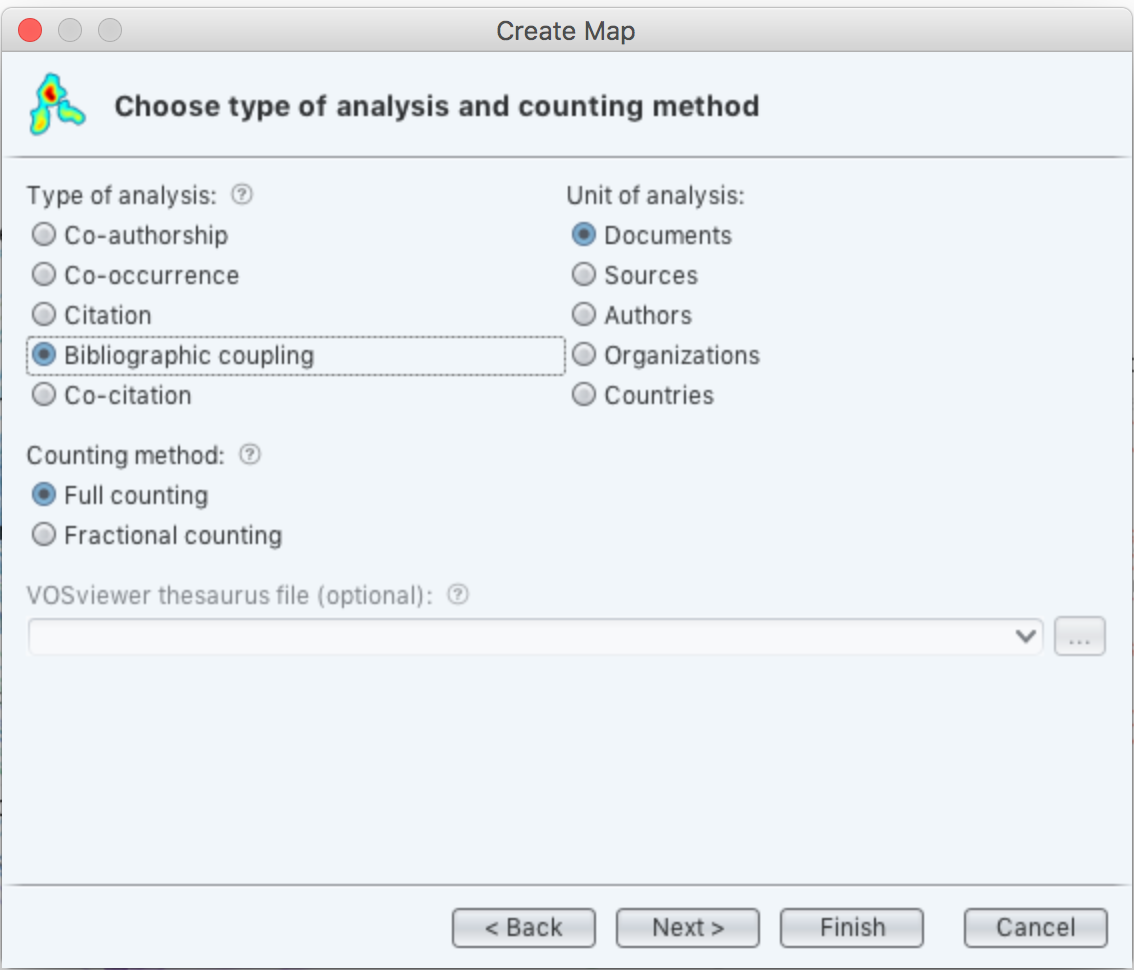 Create Map
Choose type of analysis and counting method
Type of analysis: ?
Co-authorship
Co-occurrence
Citation
Bibliographic coupling
Co-citation
Unit of analysis:
Documents
Sources
Authors
Organizations
Countries
Counting method: ?
Full counting
Fractional counting
VOSviewer thesaurus file (optional): ?
...
< Back
Next >
Finish
Cancel